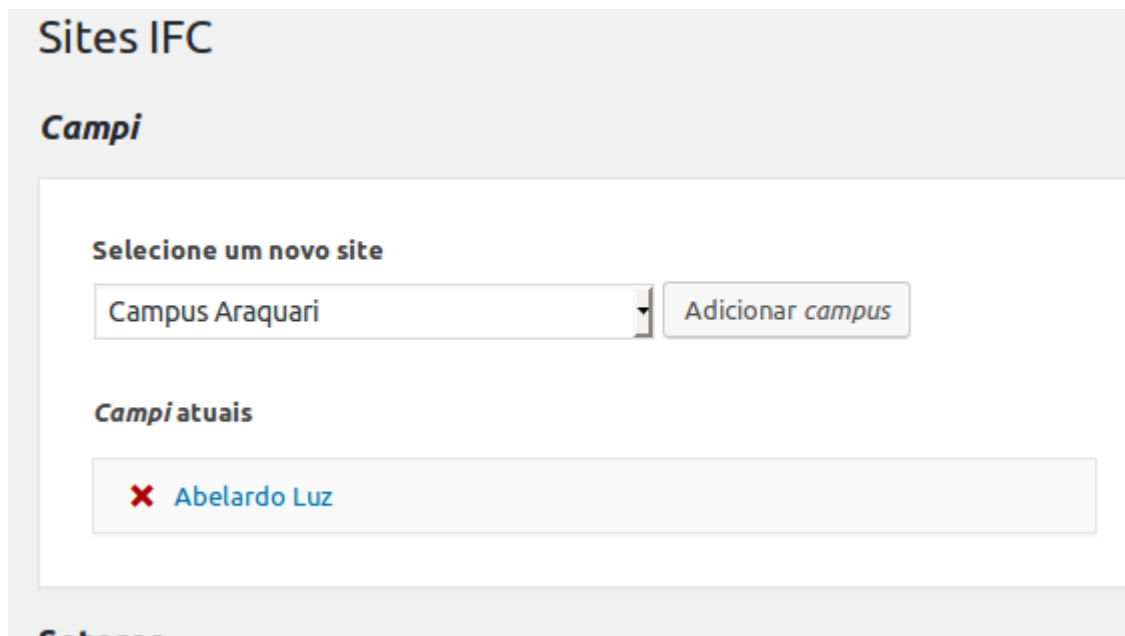 Sites IFC
Campi
Selecione um novo site
Campus Araquari
Adicionar campus
Campi atuais
Abelardo Luz